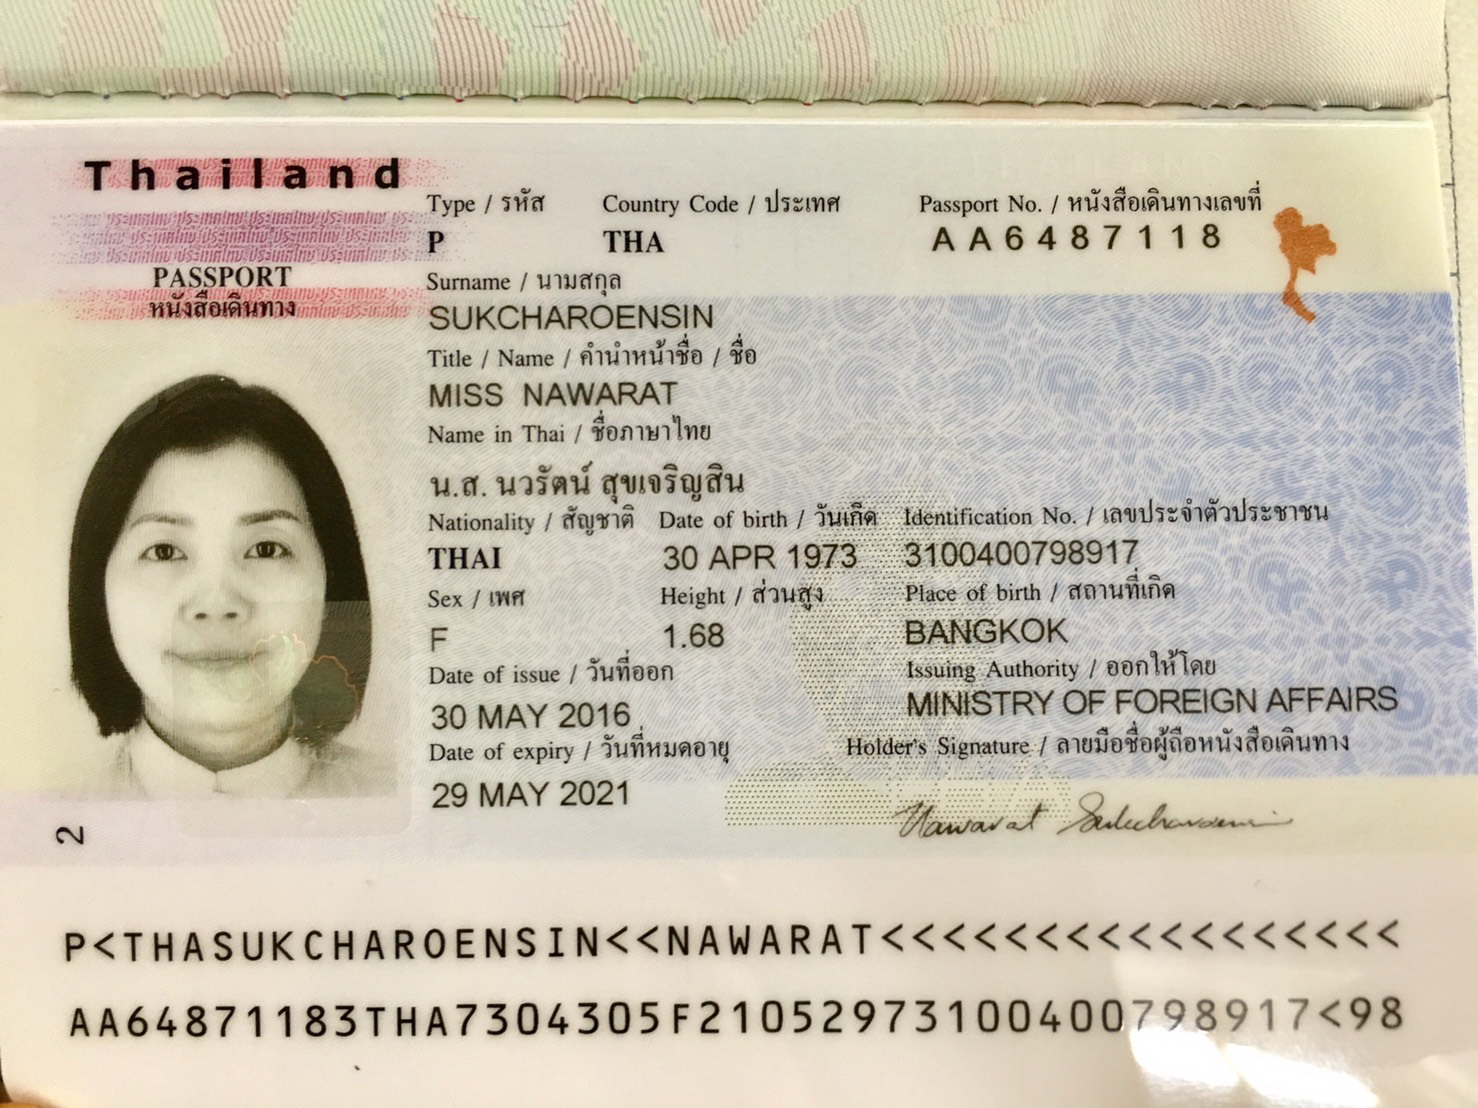 Thailand
PASSPORT
หนังสือเดินทาง
Type / รหัส Country Code / ประเทศ Passport No. / หนังสือเดินทางเลขที่
P THA AA6487118
Surname / นามสกุล
SUKCHAROENSIN
Title / Name / คำนำหน้าชื่อ / ชื่อ
MISS NAWARAT
Name in Thai / ชื่อภาษาไทย
น.ส. นวรัตน์ สุขเจริญสิน
Nationality / สัญชาติ Date of birth / วันเกิด Identification No. / เลขประจำตัวประชาชน
THAI 30 APR 1973 3100400798917
Sex / เพศ Height / ส่วนสูง Place of birth / สถานที่เกิด
F 1.68 BANGKOK
Date of issue / วันที่ออก Issuing Authority / ออกให้โดย
30 MAY 2016 MINISTRY OF FOREIGN AFFAIRS
Date of expiry / วันที่หมดอายุ Holder's Signature / ลายมือชื่อผู้ถือหนังสือเดินทาง
29 MAY 2021
Nawarat Sukcharoensin
2
P<THASUKCHAROENSIN<<NAWARAT<<<<<<<<<<<<<<<<<
AA64871183THA7304305F21052973100400798917<98